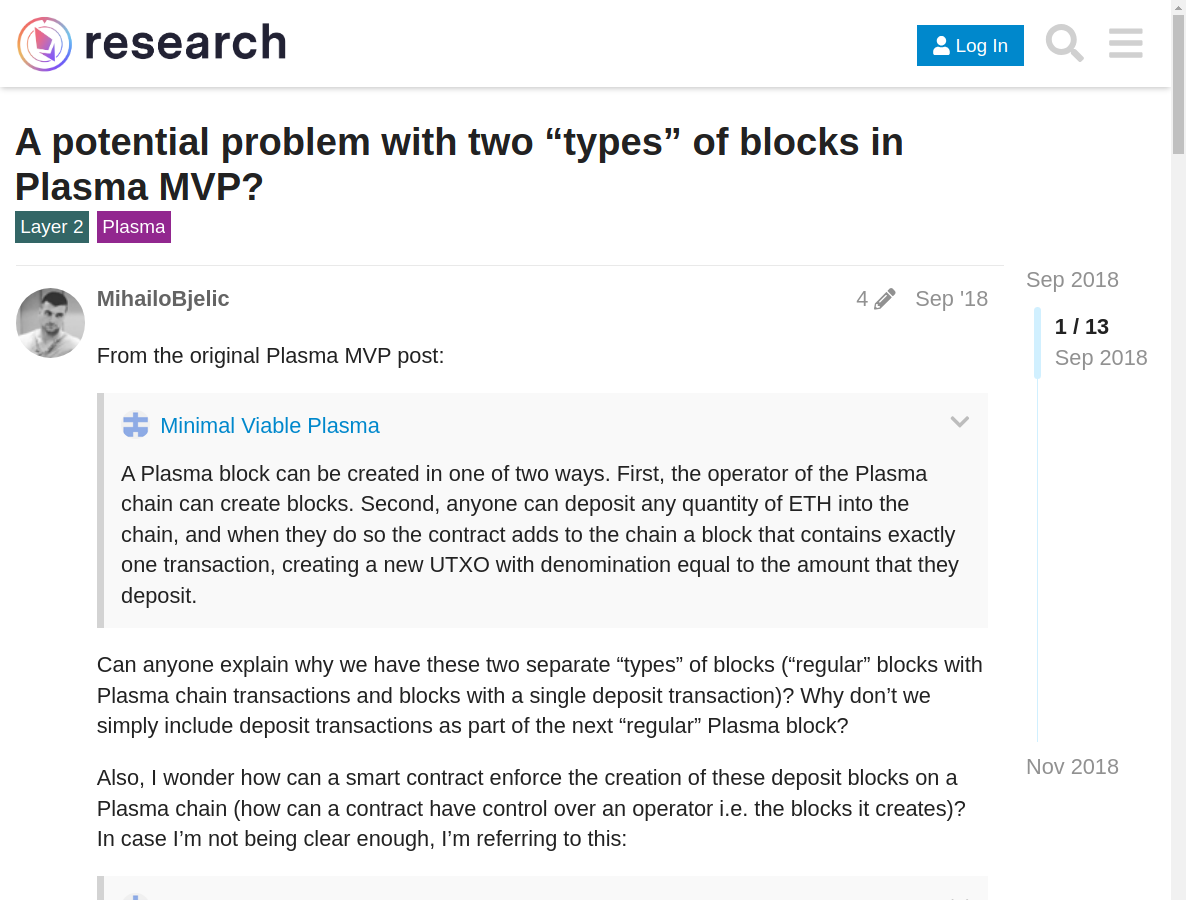 research
Log In
A potential problem with two “types” of blocks in
Plasma MVP?
Layer 2 Plasma
MihailoBjelic
4
Sep '18
From the original Plasma MVP post:
Minimal Viable Plasma
A Plasma block can be created in one of two ways. First, the operator of the Plasma
chain can create blocks. Second, anyone can deposit any quantity of ETH into the
chain, and when they do so the contract adds to the chain a block that contains exactly
one transaction, creating a new UTXO with denomination equal to the amount that they
deposit.
Can anyone explain why we have these two separate “types” of blocks (“regular” blocks with
Plasma chain transactions and blocks with a single deposit transaction)? Why don’t we
simply include deposit transactions as part of the next “regular” Plasma block?
Also, I wonder how can a smart contract enforce the creation of these deposit blocks on a
Plasma chain (how can a contract have control over an operator i.e. the blocks it creates)?
In case I’m not being clear enough, I’m referring to this:
Sep 2018
1 / 13
Sep 2018
Nov 2018